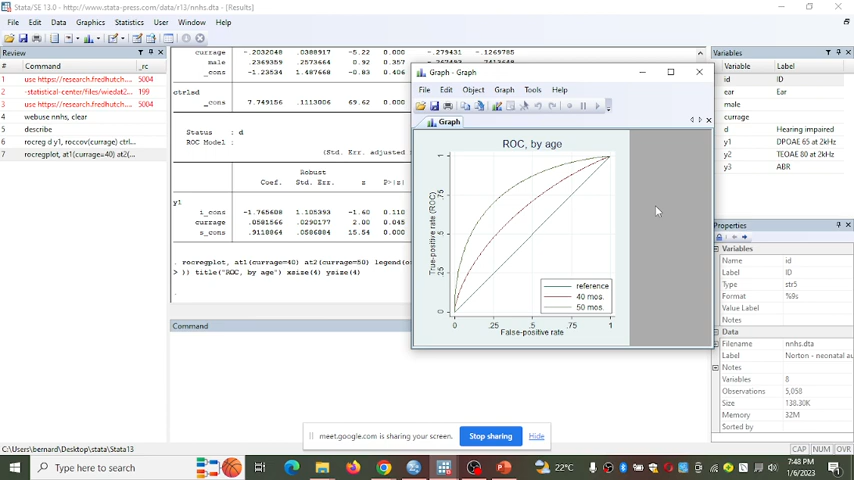 Stata/SE 13.0 - http://www.stata-press.com/data/r13/nnhs.dta - [Results]
File Edit Data Graphics Statistics User Window Help
Review
# Command _rc
1 use https://research.fredhutch.... 5004
2 -statistical-center/files/wiedat2... 199
3 use https://research.fredhutch.... 5004
4 webuse nnhs, clear
5 describe
6 rocreg d y1, roccov(currage) ctrl...
7 rocregplot, at1(currage=40) at2(...
currage -.2032048 .0388917 -5.22 0.000 -.279431 -.1269785
male .2369359 .2573664 0.92 0.357
_cons -1.23534 1.487668 -0.83 0.406
ctrlad
_cons 7.749156 .1113006 69.62 0.000
Status : d
ROC Model :
(Std. Err. adjusted
Robust
Coef. Std. Err. z P>|z|
y1
i_cons -1.765608 1.105393 -1.60 0.110
currage .0581566 .0290177 2.00 0.045
s_cons .9118864 .0586884 15.54 0.000
. rocregplot, at1(currage=40) at2(currage=50) legend(o
> )) title("ROC, by age") xsize(4) ysize(4)
Command
Graph - Graph
File Edit Object Graph Tools Help
Graph
ROC, by age
True-positive rate (ROC)
1
.75
.5
.25
0
reference
40 mos.
50 mos.
0 .25 .5 .75 1
False-positive rate
Variables
Variable Label
id ID
ear Ear
male
currage
d Hearing impaired
y1 DPOAE 65 at 2kHz
y2 TEOAE 80 at 2kHz
y3 ABR
Properties
Variables
Name id
Label ID
Type str5
Format %9s
Value Label
Notes
Data
Filename nnhs.dta
Label Norton - neonatal au
Notes
Variables 8
Observations 5,058
Size 138.30K
Memory 32M
Sorted by
meet.google.com is sharing your screen. Stop sharing Hide
C:\Users\bernard\Desktop\stata\Stata13
CAP NUM OVR
Type here to search
22°C
7:48 PM
1/6/2023